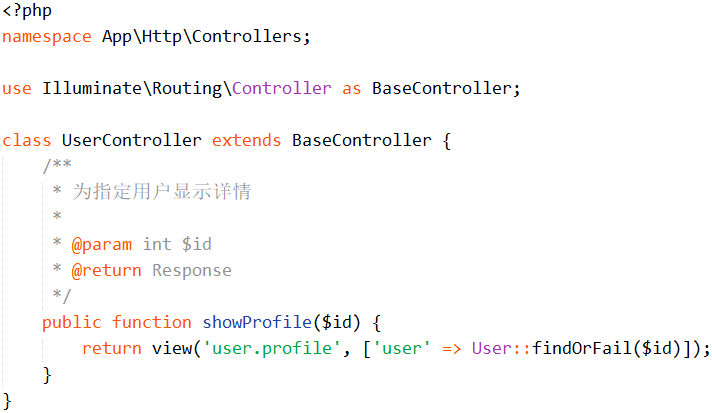 <?php
namespace App\Http\Controllers;

use Illuminate\Routing\Controller as BaseController;

class UserController extends BaseController {
    /**
     * 为指定用户显示详情
     *
     * @param int $id
     * @return Response
     */
    public function showProfile($id) {
        return view('user.profile', ['user' => User::findOrFail($id)]);
    }
}